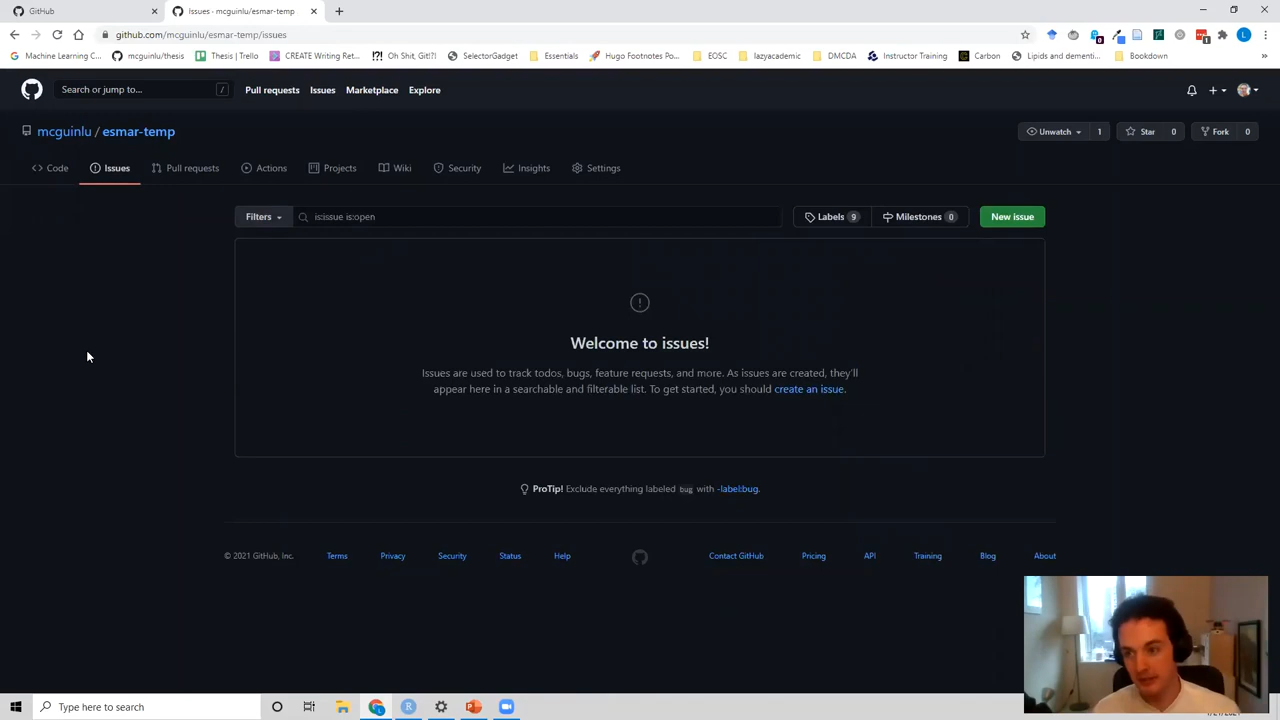 GitHub
Issues · mcguinlu/esmar-temp
github.com/mcguinlu/esmar-temp/issues
Machine Learning C...
mcguinlu/thesis
Thesis | Trello
CREATE Writing Ret...
?! Oh Shit, Git!?!
SelectorGadget
Essentials
Hugo Footnotes Po...
EOSC
lazyacademic
DMCDA
Instructor Training
Carbon
Lipids and dementi...
Bookdown
»
Search or jump to...
/
Pull requests
Issues
Marketplace
Explore
mcguinlu / esmar-temp
Unwatch 1
Star 0
Fork 0
Code
Issues
Pull requests
Actions
Projects
Wiki
Security
Insights
Settings
Filters
is:issue is:open
Labels 9
Milestones 0
New issue
Welcome to issues!
Issues are used to track todos, bugs, feature requests, and more. As issues are created, they'll
appear here in a searchable and filterable list. To get started, you should create an issue.
ProTip! Exclude everything labeled bug with -label:bug.
© 2021 GitHub, Inc.
Terms
Privacy
Security
Status
Help
Contact GitHub
Pricing
API
Training
Blog
About
Type here to search